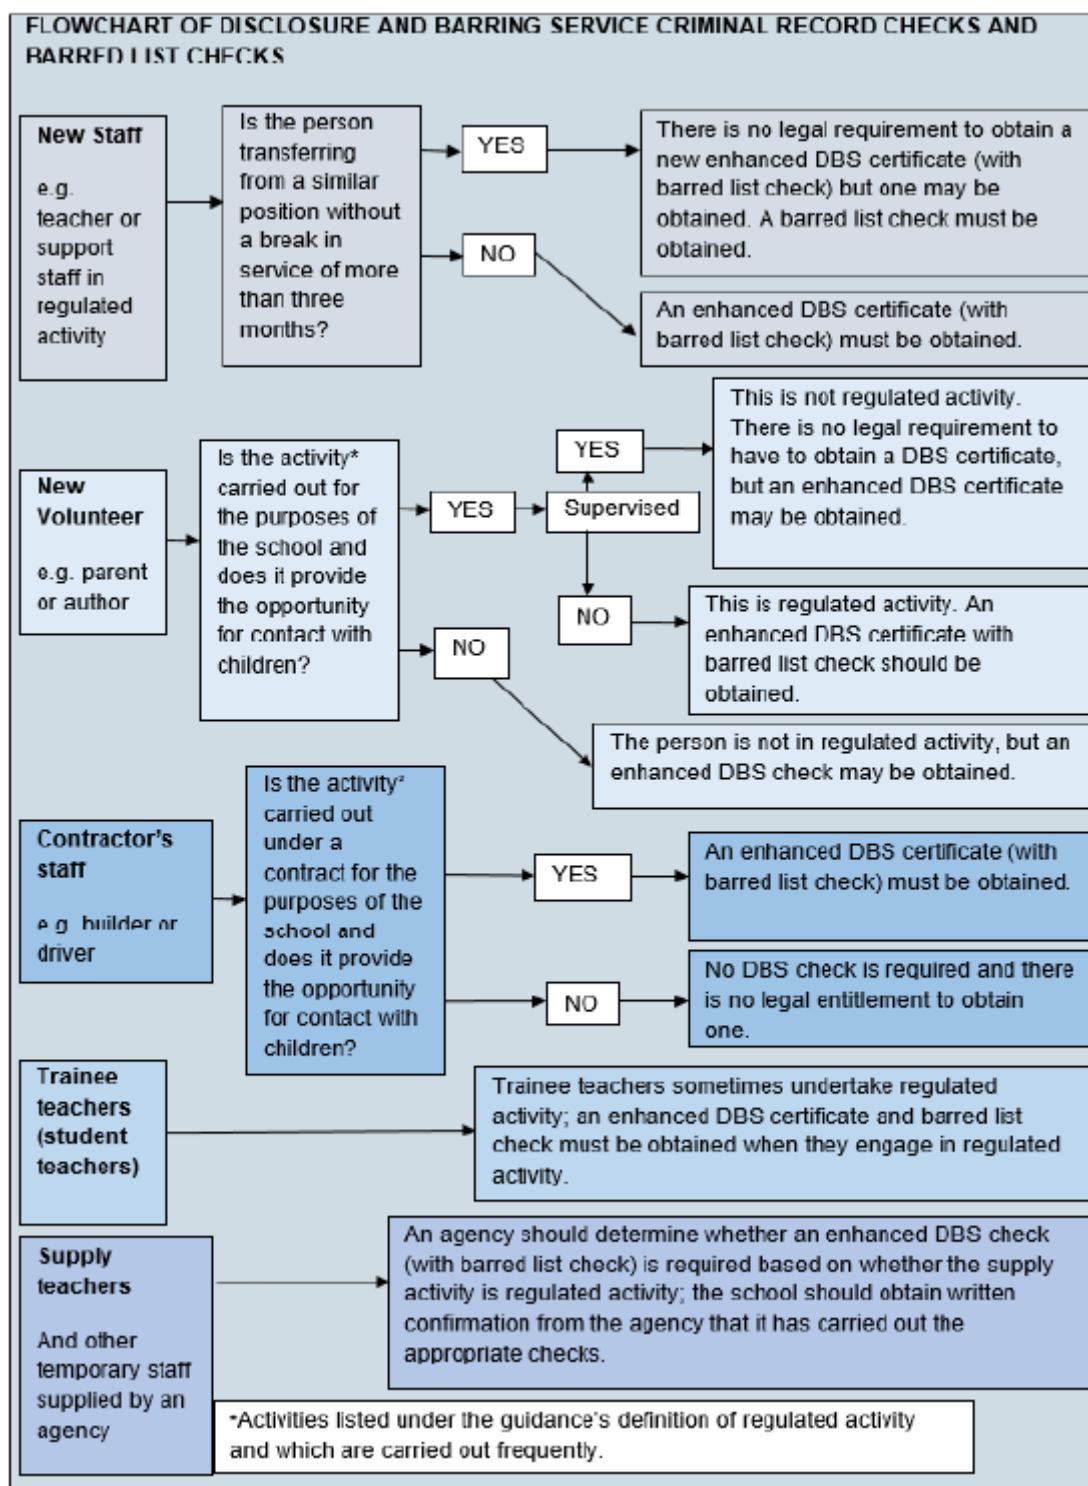 FLOWCHART OF DISCLOSURE AND BARRING SERVICE CRIMINAL RECORD CHECKS AND
BARRED LIST CHECKS
New Staff
e.g.
teacher or
support
staff in
regulated
activity
Is the person
transferring
from a similar
position without
a break in
service of more
than three
months?
YES
NO
There is no legal requirement to obtain a
new enhanced DBS certificate (with
barred list check) but one may be
obtained. A barred list check must be
obtained.
An enhanced DBS certificate (with
barred list check) must be obtained.
New
Volunteer
e.g. parent
or author
Is the activity*
carried out for
the purposes of
the school and
does it provide
the opportunity
for contact with
children?
YES
NO
YES
Supervised
NO
This is not regulated activity.
There is no legal requirement to
have to obtain a DBS certificate,
but an enhanced DBS certificate
may be obtained.
This is regulated activity. An
enhanced DBS certificate with
barred list check should be
obtained.
The person is not in regulated activity, but an
enhanced DBS check may be obtained.
Contractor's
staff
e.g. builder or
driver
Is the activity*
carried out
under a
contract for the
purposes of the
school and
does it provide
the opportunity
for contact with
children?
YES
NO
An enhanced DBS certificate (with
barred list check) must be obtained.
No DBS check is required and there
is no legal entitlement to obtain
one.
Trainee
teachers
(student
teachers)
Trainee teachers sometimes undertake regulated
activity; an enhanced DBS certificate and barred list
check must be obtained when they engage in regulated
activity.
Supply
teachers
And other
temporary staff
supplied by an
agency
An agency should determine whether an enhanced DBS check
(with barred list check) is required based on whether the supply
activity is regulated activity; the school should obtain written
confirmation from the agency that it has carried out the
appropriate checks.
*Activities listed under the guidance's definition of regulated activity
and which are carried out frequently.